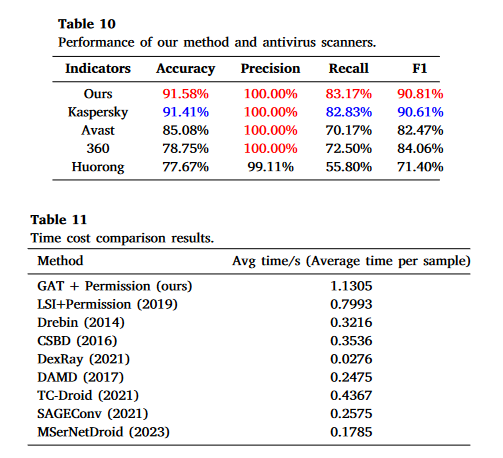 Table 10
Performance of our method and antivirus scanners.
Indicators Accuracy Precision Recall F1
Ours 91.58% 100.00% 83.17% 90.81%
Kaspersky 91.41% 100.00% 82.83% 90.61%
Avast 85.08% 100.00% 70.17% 82.47%
360 78.75% 100.00% 72.50% 84.06%
Huorong 77.67% 99.11% 55.80% 71.40%
Table 11
Time cost comparison results.
Method Avg time/s (Average time per sample)
GAT + Permission (ours) 1.1305
LSI+Permission (2019) 0.7993
Drebin (2014) 0.3216
CSBD (2016) 0.3536
DexRay (2021) 0.0276
DAMD (2017) 0.2475
TC-Droid (2021) 0.4367
SAGEConv (2021) 0.2575
MSerNetDroid (2023) 0.1785